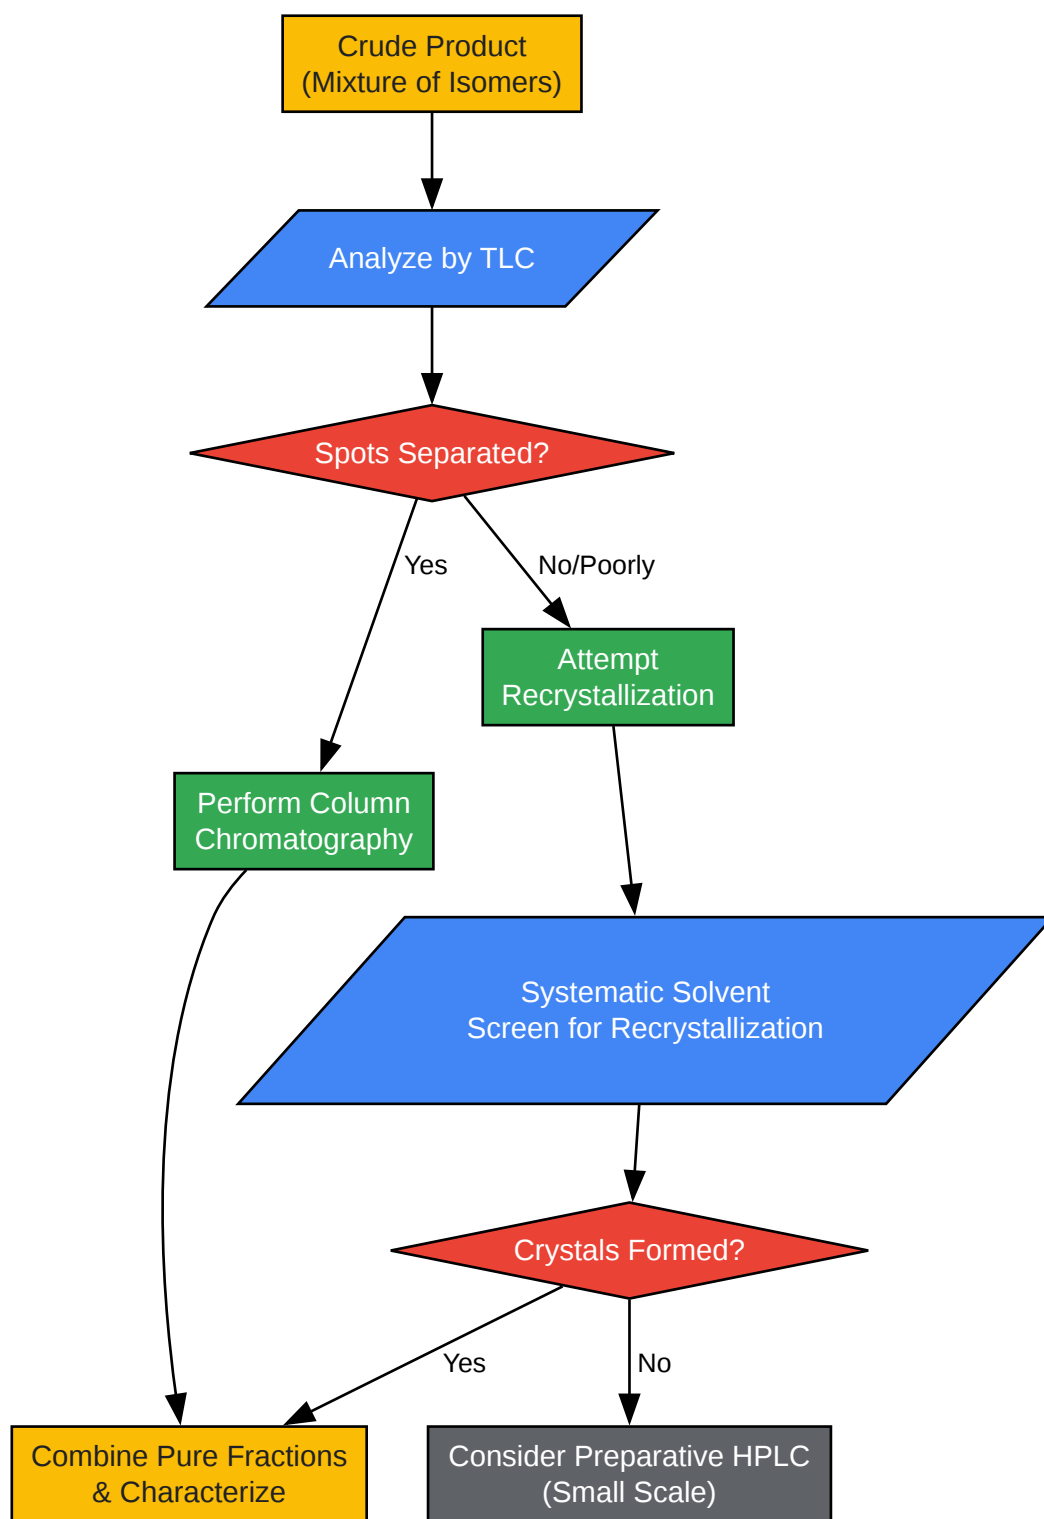 Crude Product
(Mixture of Isomers)
Analyze by TLC
Spots Separated?
Yes
No/Poorly
Attempt
Recrystallization
Perform Column
Chromatography
Systematic Solvent
Screen for Recrystallization
Crystals Formed?
Yes
No
Combine Pure Fractions
& Characterize
Consider Preparative HPLC
(Small Scale)